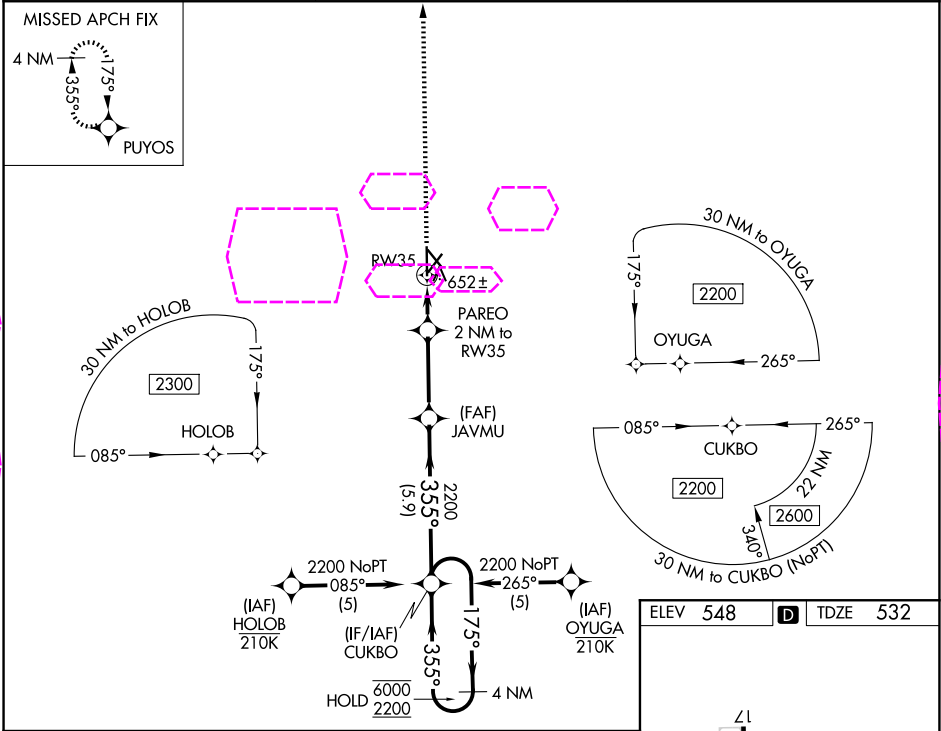 MISSED APCH FIX
4 NM
355°
175°
PUYOS
RW35
652±
PAREO
2 NM to
RW35
30 NM to HOLOB
175°
2300
HOLOB
085°
(FAF)
JAVMU
2200
355°
(5.9)
30 NM to OYUGA
175°
2200
OYUGA
265°
085°
265°
CUKBO
2200
22 NM
2600
340°
30 NM to CUKBO (NoPT)
2200 NoPT
085°
(5)
2200 NoPT
265°
(5)
(IAF)
HOLOB
210K
(IF/IAF)
CUKBO
(IAF)
OYUGA
210K
175°
355°
HOLD
6000
2200
4 NM
ELEV 548
D
TDZE 532
17